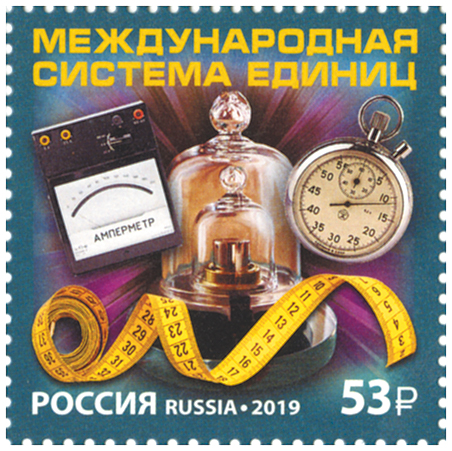 МЕЖДУНАРОДНАЯ
СИСТЕМА ЕДИНИЦ
АМПЕРМЕТР
РОССИЯ RUSSIA • 2019
53₽